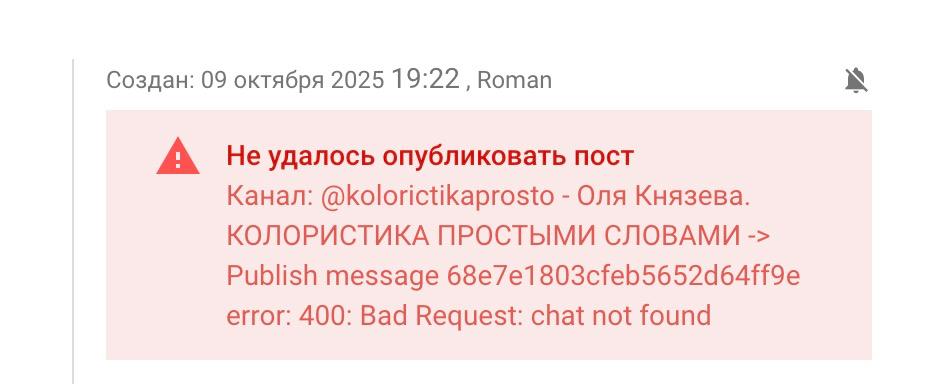 Создан: 09 октября 2025 19:22 , Roman
Не удалось опубликовать пост
Канал: @kolorictikaprosto - Оля Князева.
КОЛОРИСТИКА ПРОСТЫМИ СЛОВАМИ ->
Publish message 68e7e1803cfeb5652d64ff9e
error: 400: Bad Request: chat not found